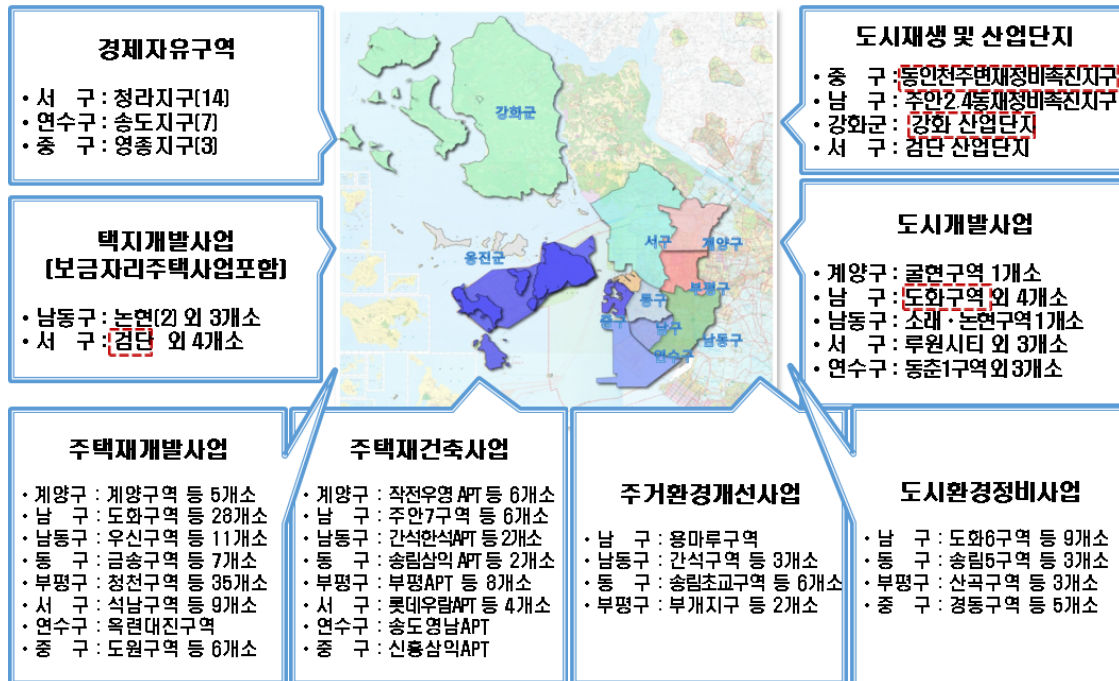 경제자유구역
• 서 구 : 청라지구(14)
• 연수구 : 송도지구(7)
• 중 구 : 영종지구(3)
택지개발사업
(보금자리주택사업포함)
• 남동구 : 논현(2) 외 3개소
• 서 구 : 검단 외 4개소
강화군
옹진군
서구
계양구
부평구
동구
중구
남구
남동구
연수구
도시재생 및 산업단지
• 중 구 : 동인천주변재정비촉진지구
• 남 구 : 주안2.4동재정비촉진지구
• 강화군 : 강화 산업단지
• 서 구 : 검단 산업단지
도시개발사업
• 계양구 : 굴현구역 1개소
• 남 구 : 도화구역 외 4개소
• 남동구 : 소래 · 논현구역 1개소
• 서 구 : 루원시티 외 3개소
• 연수구 : 동춘1구역 외 3개소
주택재개발사업
• 계양구 : 계양구역 등 5개소
• 남 구 : 도화구역 등 28개소
• 남동구 : 우신구역 등 11개소
• 동 구 : 금송구역 등 7개소
• 부평구 : 청천구역 등 35개소
• 서 구 : 석남구역 등 9개소
• 연수구 : 옥련대진구역
• 중 구 : 도원구역 등 6개소
주택재건축사업
• 계양구 : 작전우영 APT 등 6개소
• 남 구 : 주안7구역 등 6개소
• 남동구 : 간석한석APT 등 2개소
• 동 구 : 송림삼익 APT 등 2개소
• 부평구 : 부평APT 등 8개소
• 서 구 : 롯데우람APT 등 4개소
• 연수구 : 송도영남APT
• 중 구 : 신흥삼익APT
주거환경개선사업
• 남 구 : 용마루구역
• 남동구 : 간석구역 등 3개소
• 동 구 : 송림초교구역 등 6개소
• 부평구 : 부개지구 등 2개소
도시환경정비사업
• 남 구 : 도화6구역 등 9개소
• 동 구 : 송림5구역 등 3개소
• 부평구 : 산곡구역 등 3개소
• 중 구 : 경동구역 등 5개소